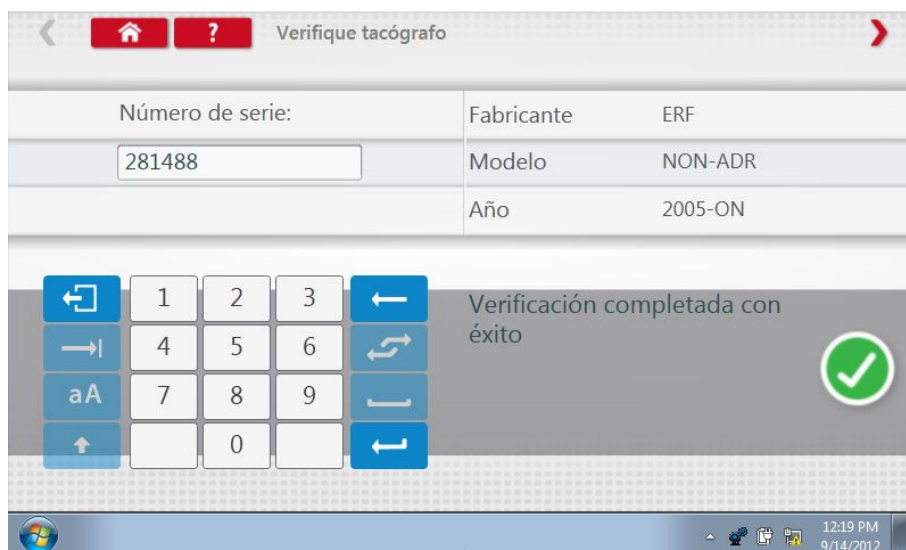 ? Verifique tacógrafo
Número de serie:
281488
Fabricante ERF
Modelo NON-ADR
Año 2005-ON
1 2 3
4 5 6
aA 7 8 9
0
Verificación completada con
éxito
12:19 PM
9/14/2012